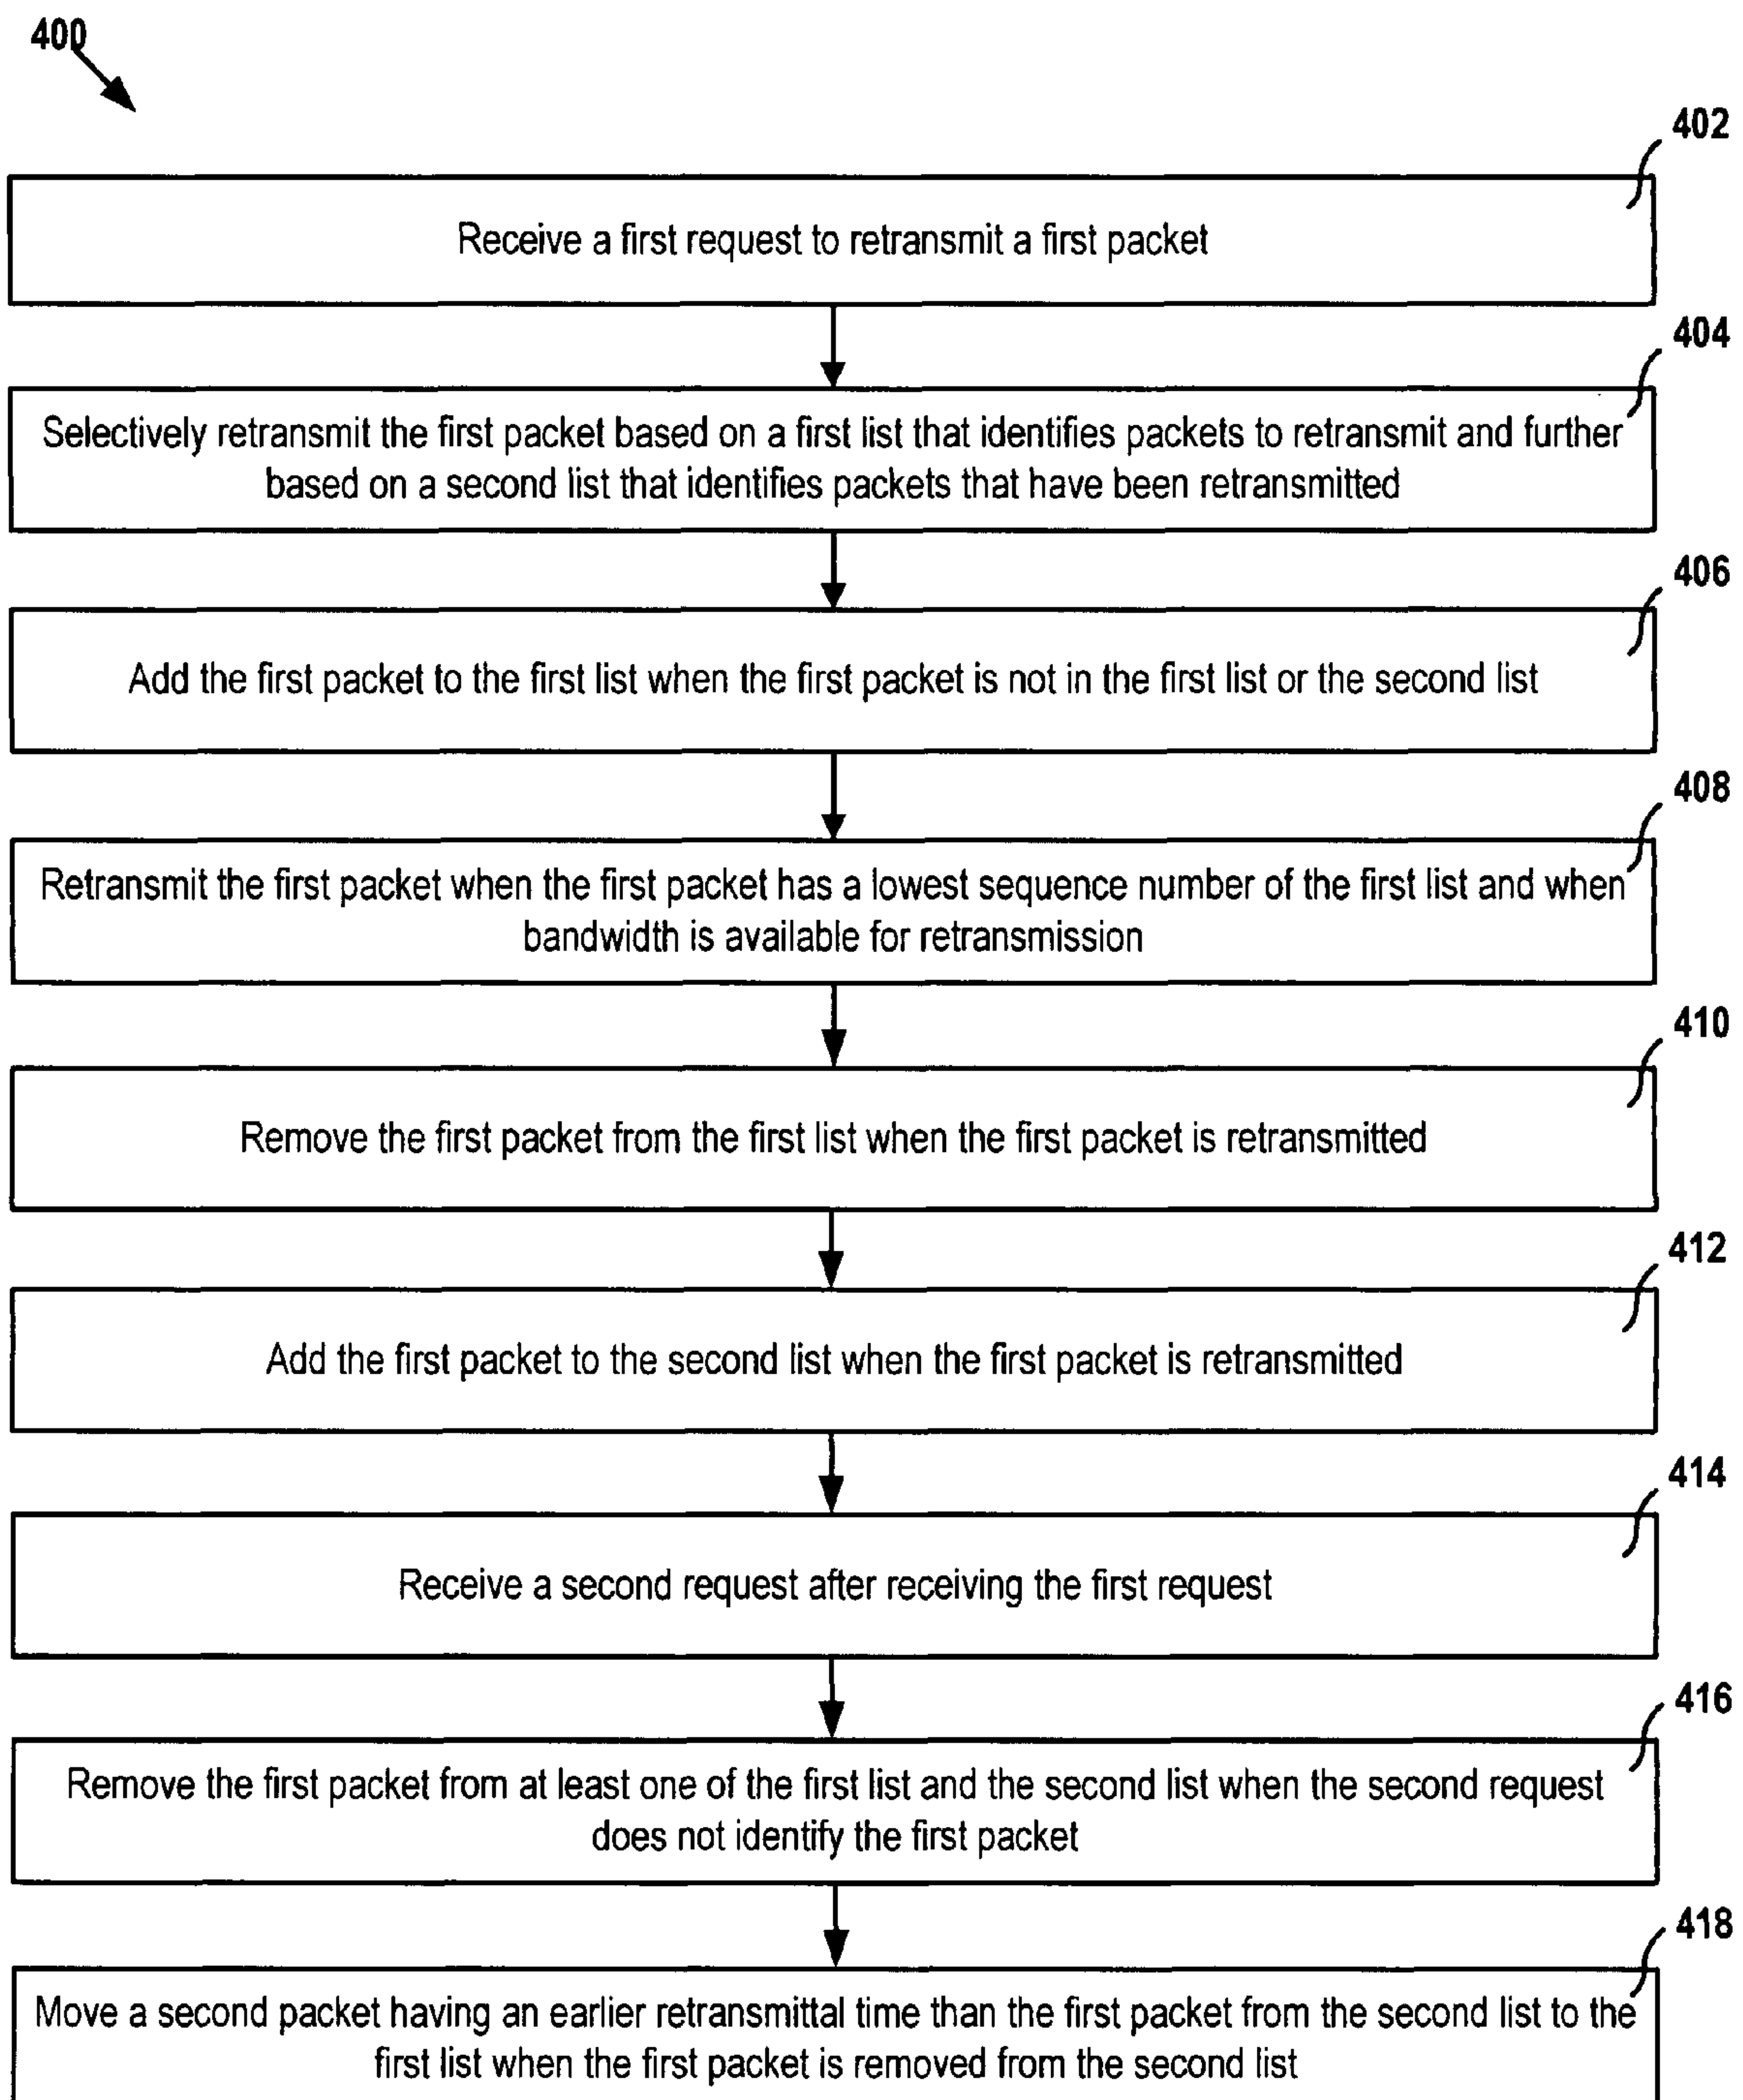 400
402
Receive a first request to retransmit a first packet
404
Selectively retransmit the first packet based on a first list that identifies packets to retransmit and further
based on a second list that identifies packets that have been retransmitted
406
Add the first packet to the first list when the first packet is not in the first list or the second list
408
Retransmit the first packet when the first packet has a lowest sequence number of the first list and when
bandwidth is available for retransmission
410
Remove the first packet from the first list when the first packet is retransmitted
412
Add the first packet to the second list when the first packet is retransmitted
414
Receive a second request after receiving the first request
416
Remove the first packet from at least one of the first list and the second list when the second request
does not identify the first packet
418
Move a second packet having an earlier retransmittal time than the first packet from the second list to the
first list when the first packet is removed from the second list